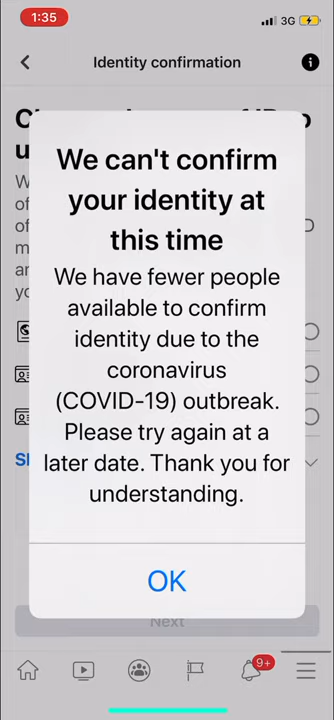 1:35
3G
Identity confirmation
We can't confirm
your identity at
this time
We have fewer people
available to confirm
identity due to the
coronavirus
(COVID-19) outbreak.
Please try again at a
later date. Thank you for
understanding.
OK
Next
9+